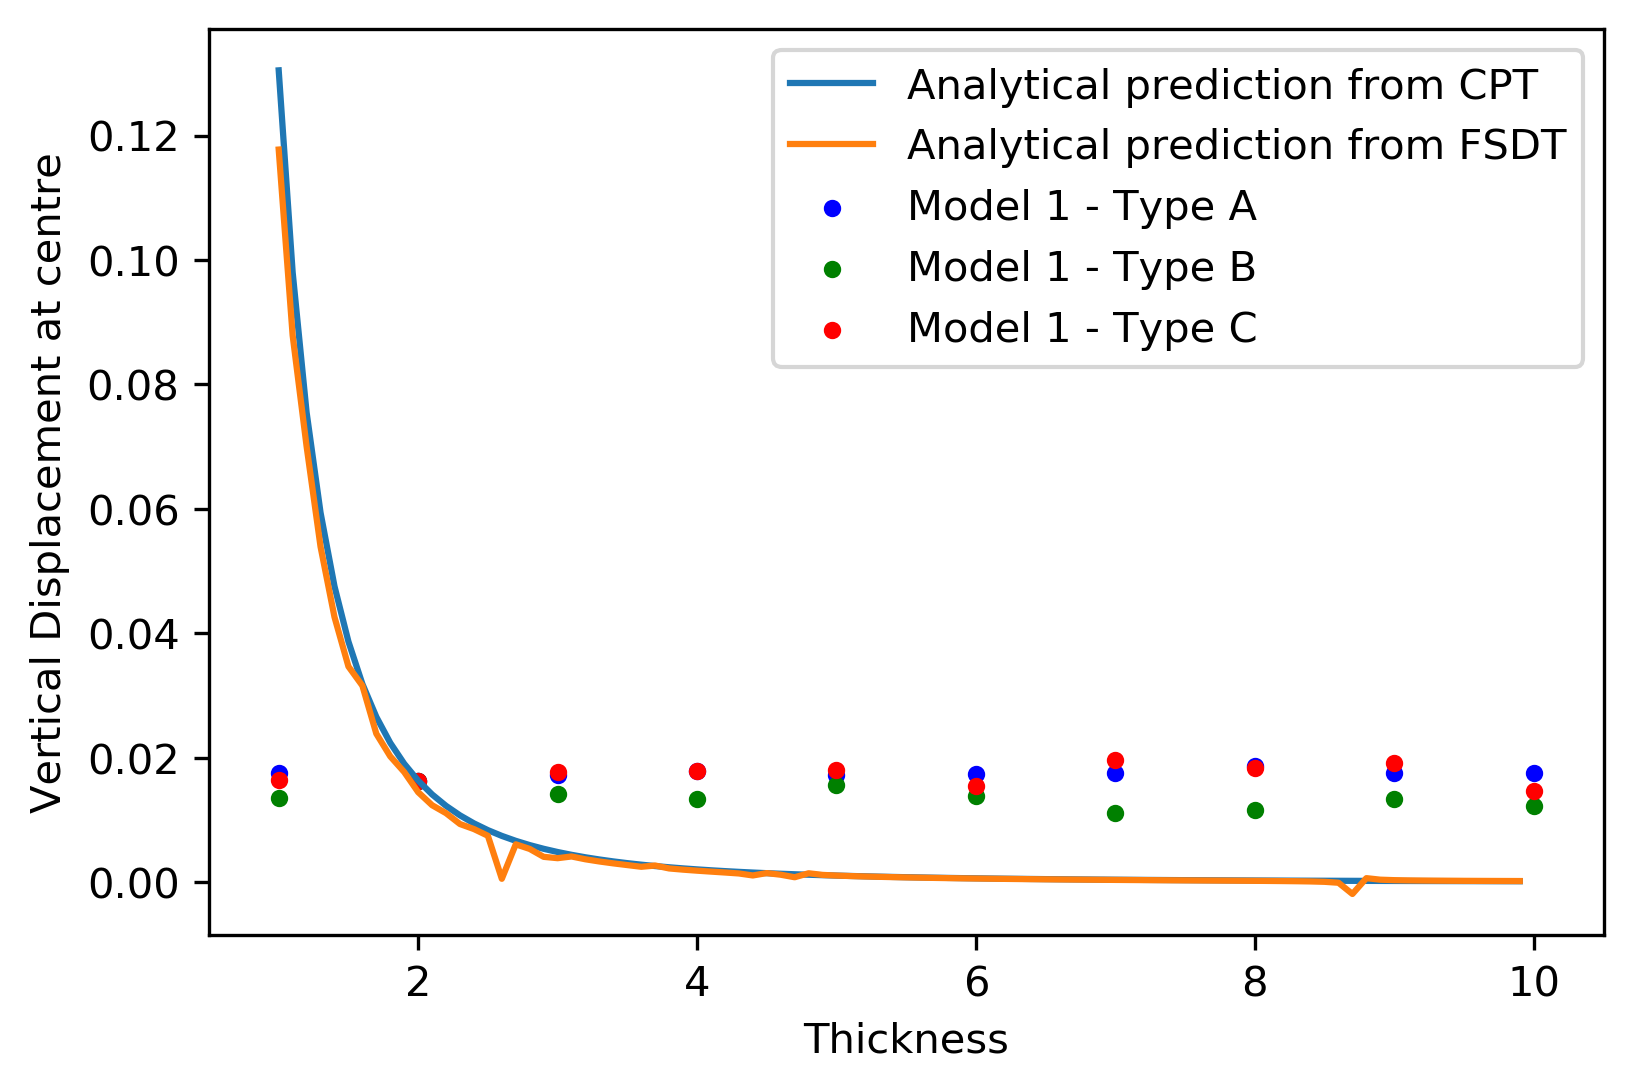 Analytical prediction from CPT
Analytical prediction from FSDT
Model 1 - Type A
Model 1 - Type B
Model 1 - Type C
Vertical Displacement at centre
0.12
0.10
0.08
0.06
0.04
0.02
0.00
2
4
6
8
10
Thickness